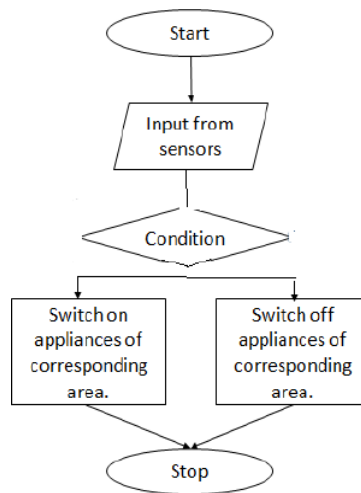 Start
Input from
sensors
Condition
Switch on
appliances of
corresponding
area.
Switch off
appliances of
corresponding
area.
Stop